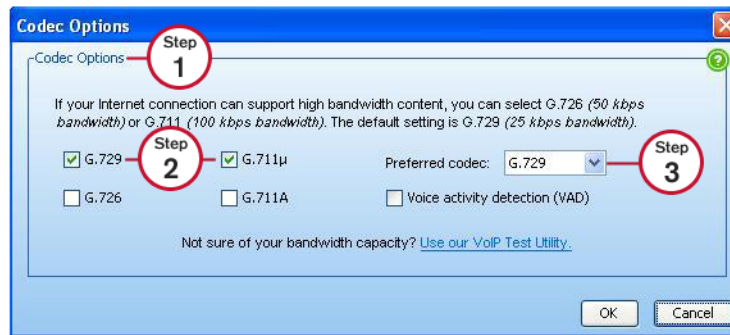 Codec Options
Codec Options
Step
1
If your Internet connection can support high bandwidth content, you can select G.726 (50 kbps
bandwidth) or G.711 (100 kbps bandwidth). The default setting is G.729 (25 kbps bandwidth).
G.729
Step
2
G.711μ
Preferred codec: G.729
Step
3
G.726
G.711A
Voice activity detection (VAD)
Not sure of your bandwidth capacity? Use our VoIP Test Utility.
OK
Cancel